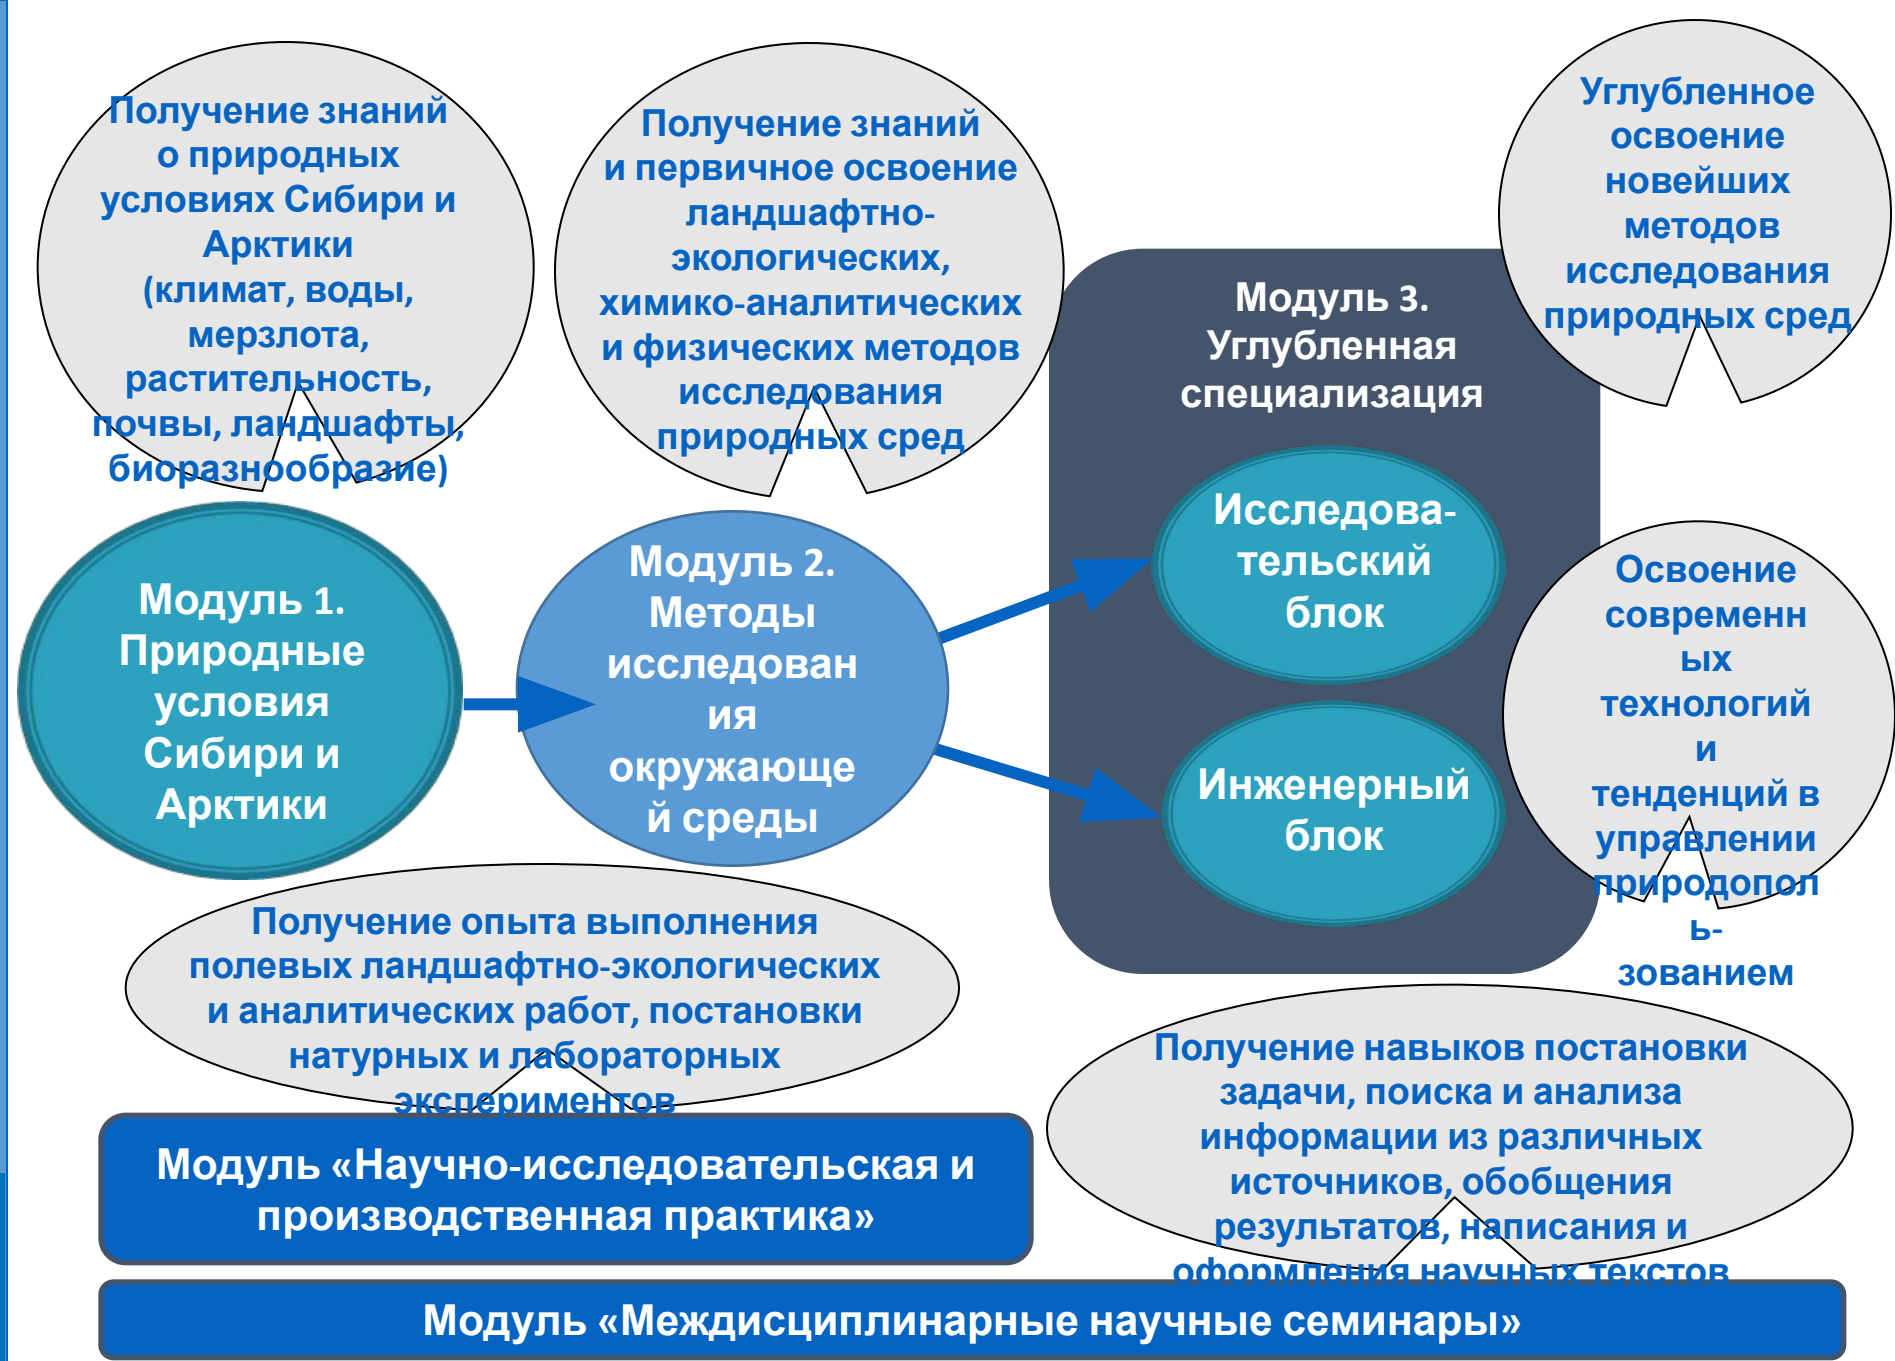 Получение знаний
о природных
условиях Сибири и
Арктики
(климат, воды,
мерзлота,
растительность,
почвы, ландшафты,
биоразнообразие)
Получение знаний
и первичное освоение
ландшафтно-
экологических,
химико-аналитических
и физических методов
исследования
природных сред
Углубленное
освоение
новейших
методов
исследования
природных сред
Модуль 3.
Углубленная
специализация
Исследова-
тельский
блок
Инженерный
блок
Модуль 1.
Природные
условия
Сибири и
Арктики
Модуль 2.
Методы
исследован
ия
окружающе
й среды
Освоение
современн
ых
технологий
и
тенденций в
управлении
природопол
ь-
зованием
Получение опыта выполнения
полевых ландшафтно-экологических
и аналитических работ, постановки
натурных и лабораторных
экспериментов
Получение навыков постановки
задачи, поиска и анализа
информации из различных
источников, обобщения
результатов, написания и
оформления научных текстов
Модуль «Научно-исследовательская и
производственная практика»
Модуль «Междисциплинарные научные семинары»